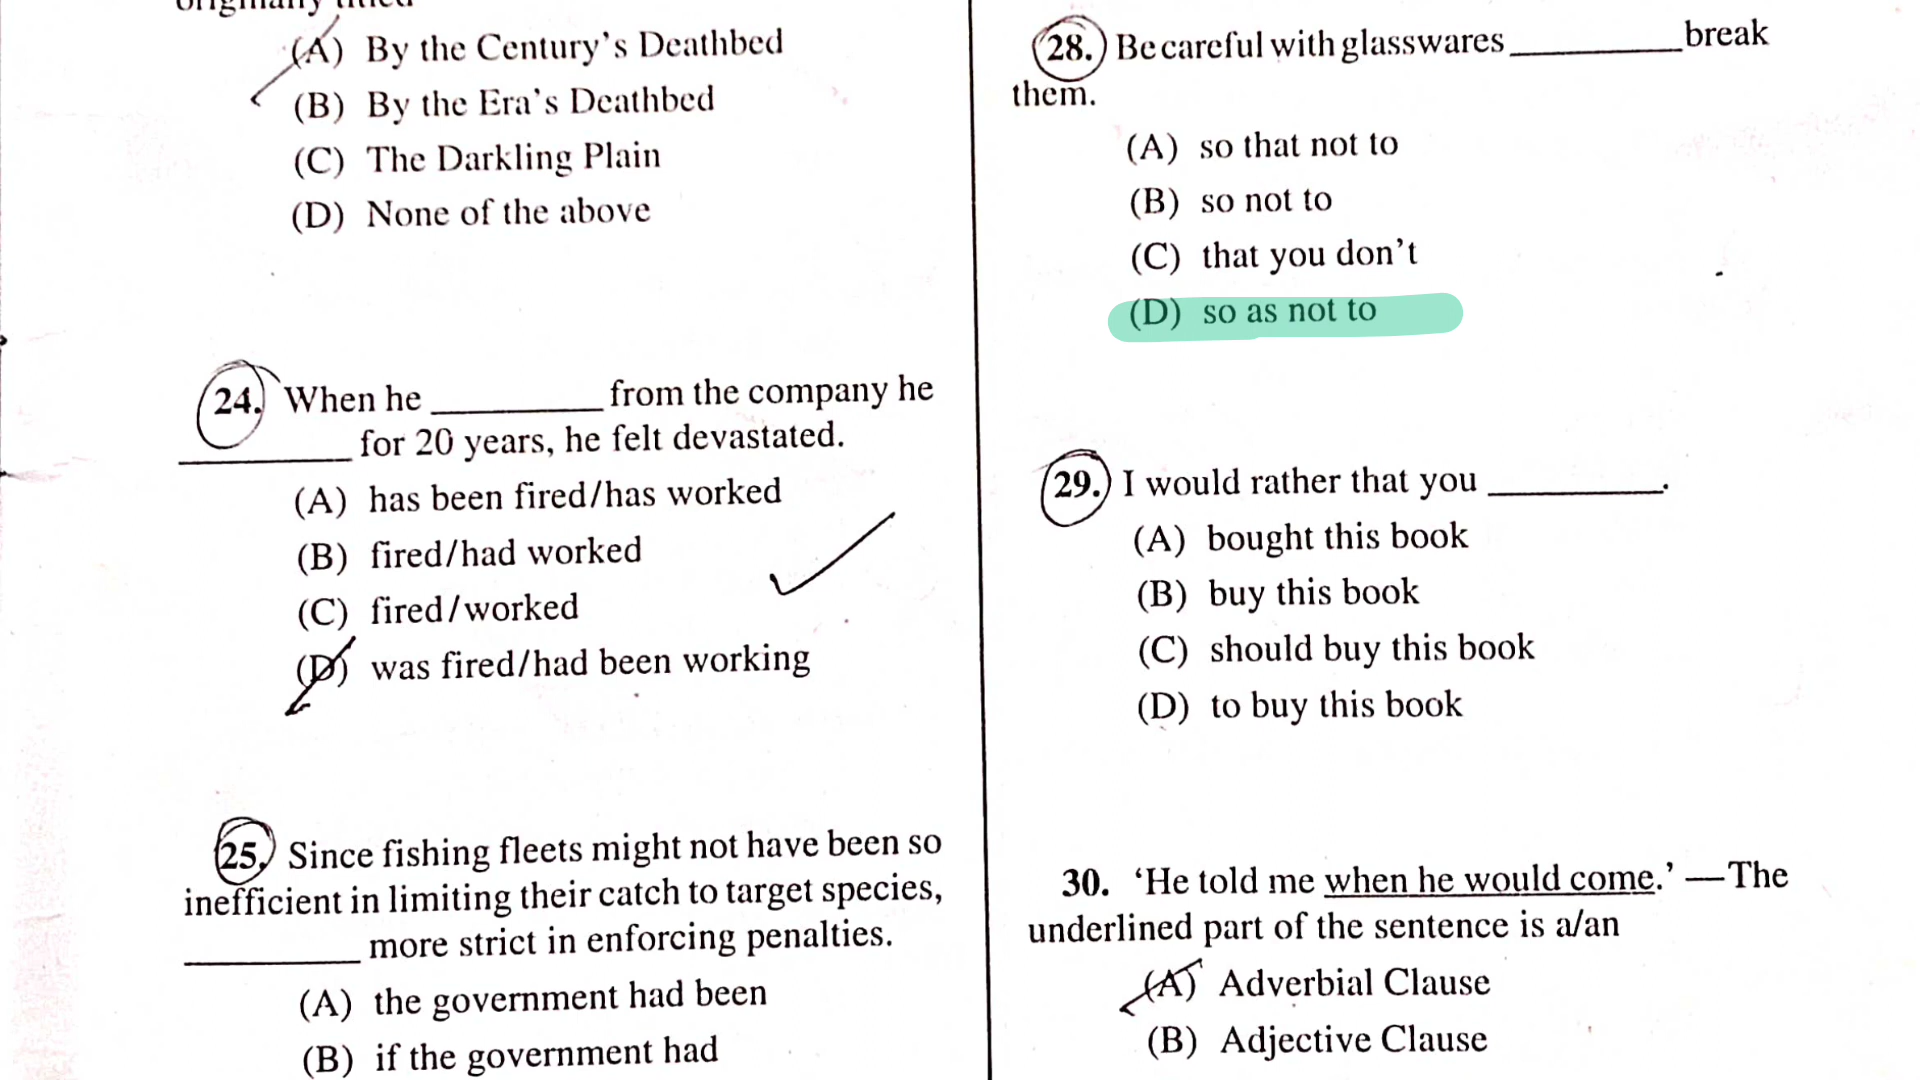 originally titled
(A) By the Century's Deathbed
(B) By the Era's Deathbed
(C) The Darkling Plain
(D) None of the above
24. When he ________ from the company he
________ for 20 years, he felt devastated.
(A) has been fired/has worked
(B) fired/had worked
(C) fired/worked
(D) was fired/had been working
25. Since fishing fleets might not have been so
inefficient in limiting their catch to target species,
________ more strict in enforcing penalties.
(A) the government had been
(B) if the government had
28. Be careful with glasswares ________ break
them.
(A) so that not to
(B) so not to
(C) that you don't
(D) so as not to
29. I would rather that you ________.
(A) bought this book
(B) buy this book
(C) should buy this book
(D) to buy this book
30. 'He told me when he would come.' —The
underlined part of the sentence is a/an
(A) Adverbial Clause
(B) Adjective Clause